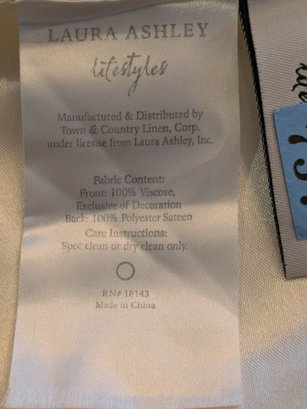 LAURA ASHLEY
lifestyles
Manufactured & Distributed by
Town & Country Linen, Corp.
under license from Laura Ashley, Inc.
Fabric Content:
Front: 100% Viscose,
Exclusive of Decoration
Back: 100% Polyester Sateen
Care Instructions:
Spot clean or dry clean only.
RN# 18143
Made in China